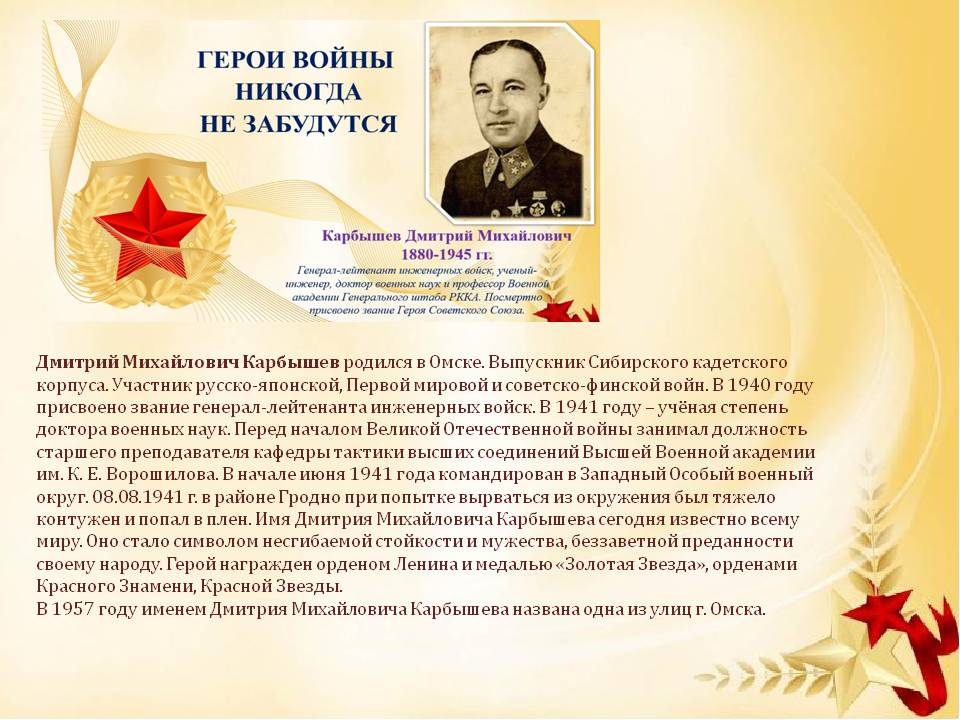 ГЕРОИ ВОЙНЫ
НИКОГДА
НЕ ЗАБУДУТСЯ
Карбышев Дмитрий Михайлович
1880-1945 гг.
Генерал-лейтенант инженерных войск, ученый-
инженер, доктор военных наук и профессор Военной
академии Генерального штаба РККА. Посмертно
присвоено звание Героя Советского Союза.
Дмитрий Михайлович Карбышев родился в Омске. Выпускник Сибирского кадетского
корпуса. Участник русско-японской, Первой мировой и советско-финской войн. В 1940 году
присвоено звание генерал-лейтенанта инженерных войск. В 1941 году – учёная степень
доктора военных наук. Перед началом Великой Отечественной войны занимал должность
старшего преподавателя кафедры тактики высших соединений Высшей Военной академии
им. К. Е. Ворошилова. В начале июня 1941 года командирован в Западный Особый военный
округ. 08.08.1941 г. в районе Гродно при попытке вырваться из окружения был тяжело
контужен и попал в плен. Имя Дмитрия Михайловича Карбышева сегодня известно всему
миру. Оно стало символом несгибаемой стойкости и мужества, беззаветной преданности
своему народу. Герой награжден орденом Ленина и медалью «Золотая Звезда», орденами
Красного Знамени, Красной Звезды.
В 1957 году именем Дмитрия Михайловича Карбышева названа одна из улиц г. Омска.